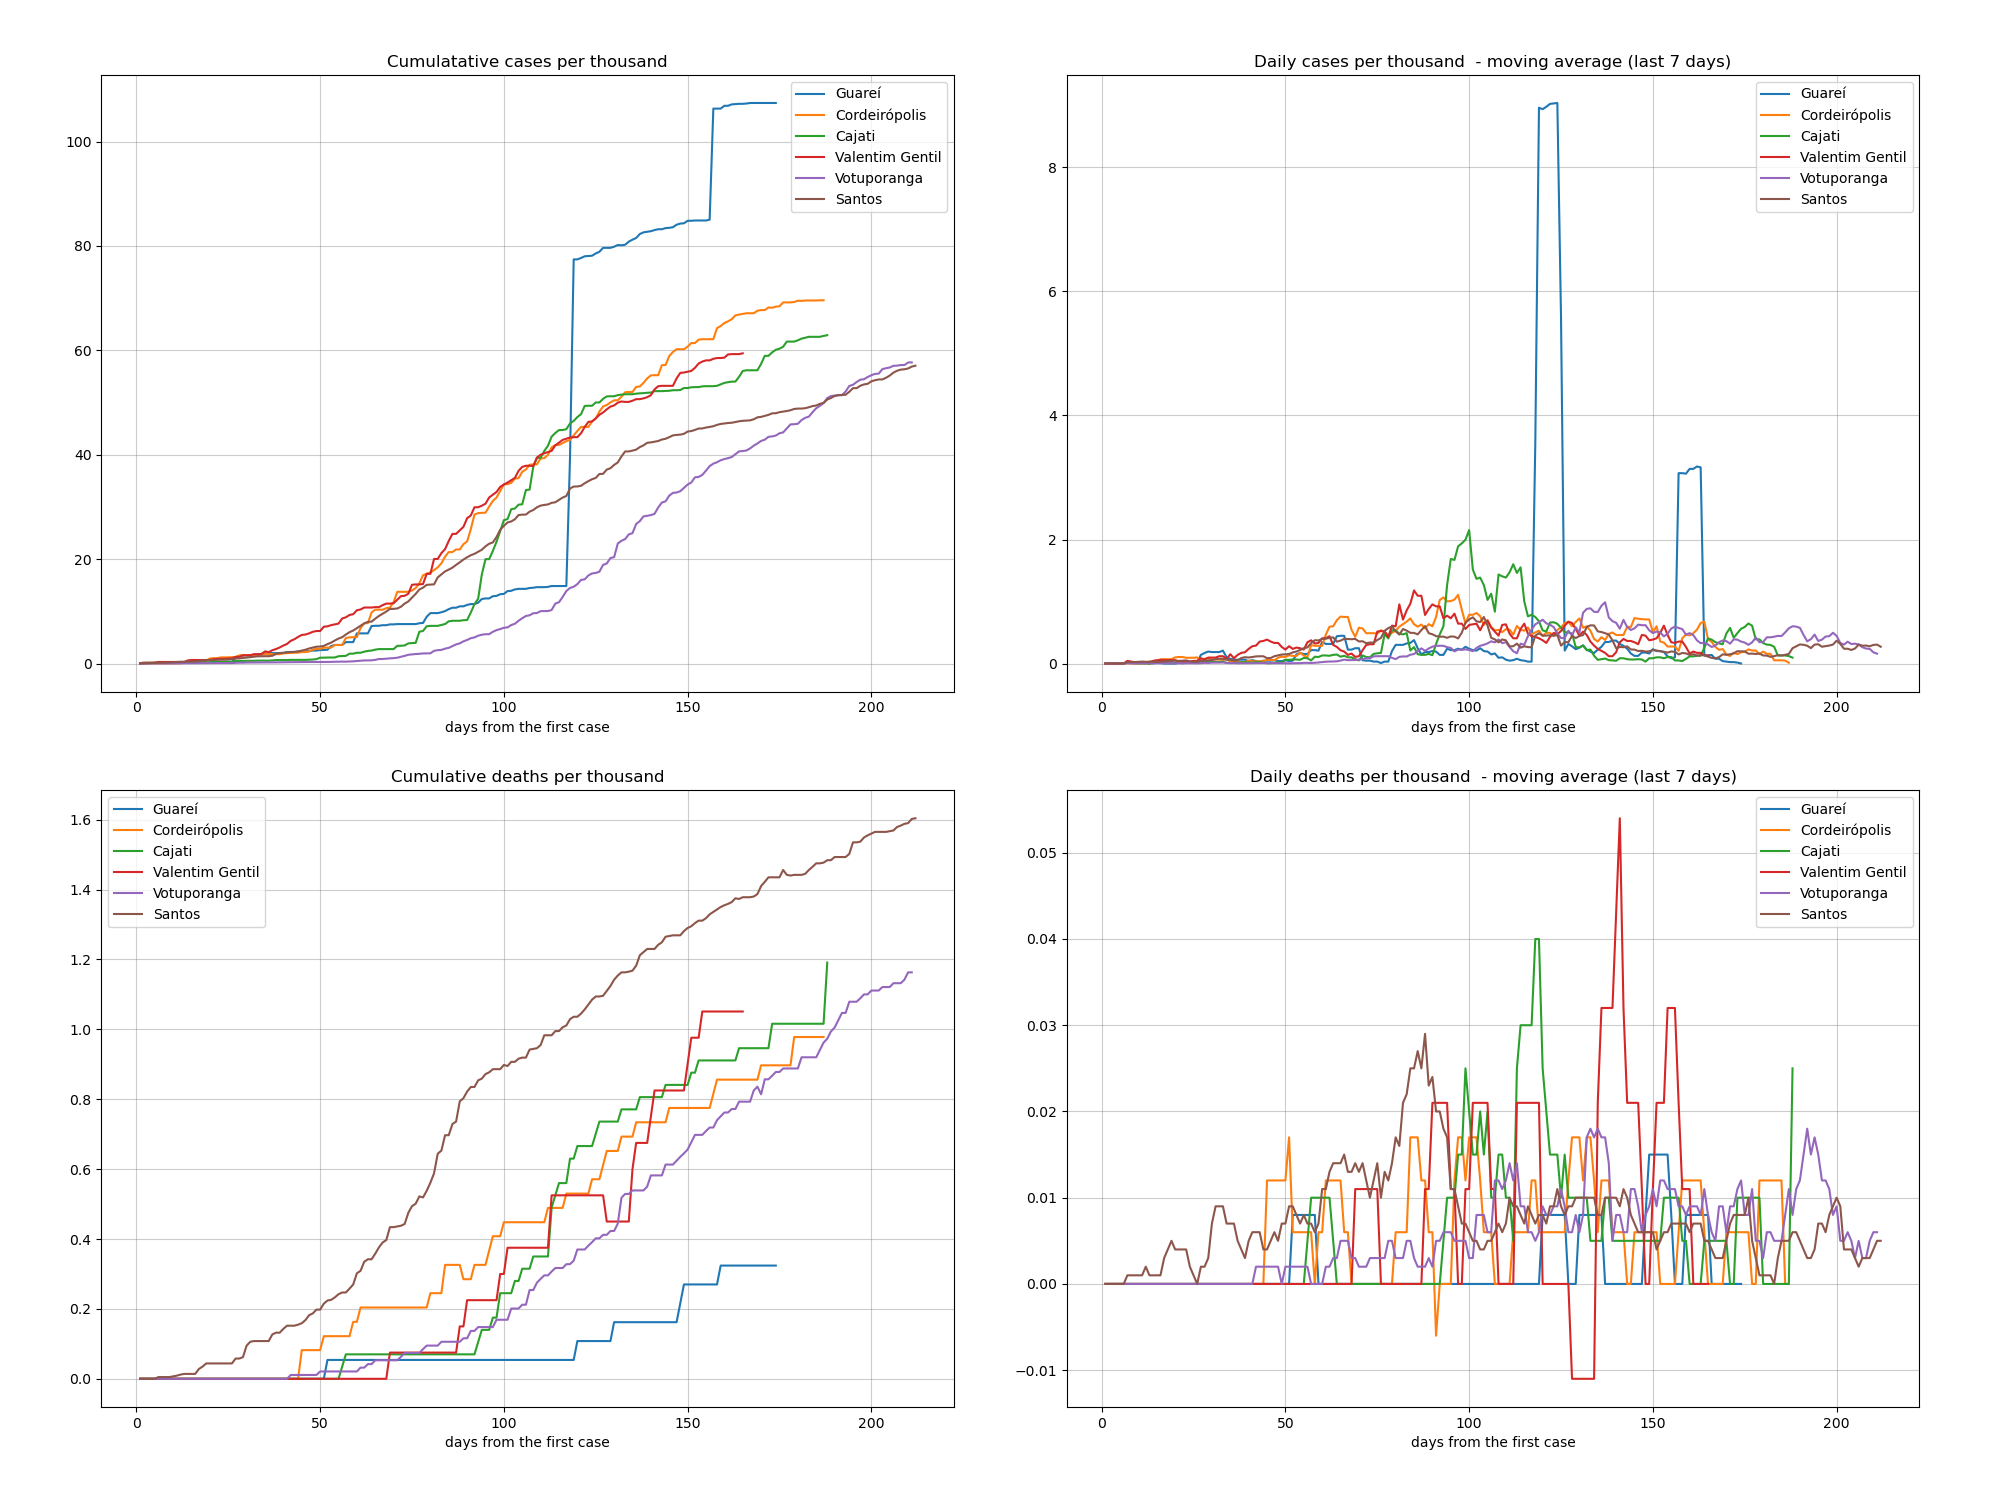 Cumulatative cases per thousand
100
80
60
40
20
0
0 50 100 150 200
days from the first case
Guareí
Cordeirópolis
Cajati
Valentim Gentil
Votuporanga
Santos
Daily cases per thousand  - moving average (last 7 days)
8
6
4
2
0
0 50 100 150 200
days from the first case
Guareí
Cordeirópolis
Cajati
Valentim Gentil
Votuporanga
Santos
Cumulative deaths per thousand
1.6
1.4
1.2
1.0
0.8
0.6
0.4
0.2
0.0
0 50 100 150 200
days from the first case
Guareí
Cordeirópolis
Cajati
Valentim Gentil
Votuporanga
Santos
Daily deaths per thousand  - moving average (last 7 days)
0.05
0.04
0.03
0.02
0.01
0.00
−0.01
0 50 100 150 200
days from the first case
Guareí
Cordeirópolis
Cajati
Valentim Gentil
Votuporanga
Santos